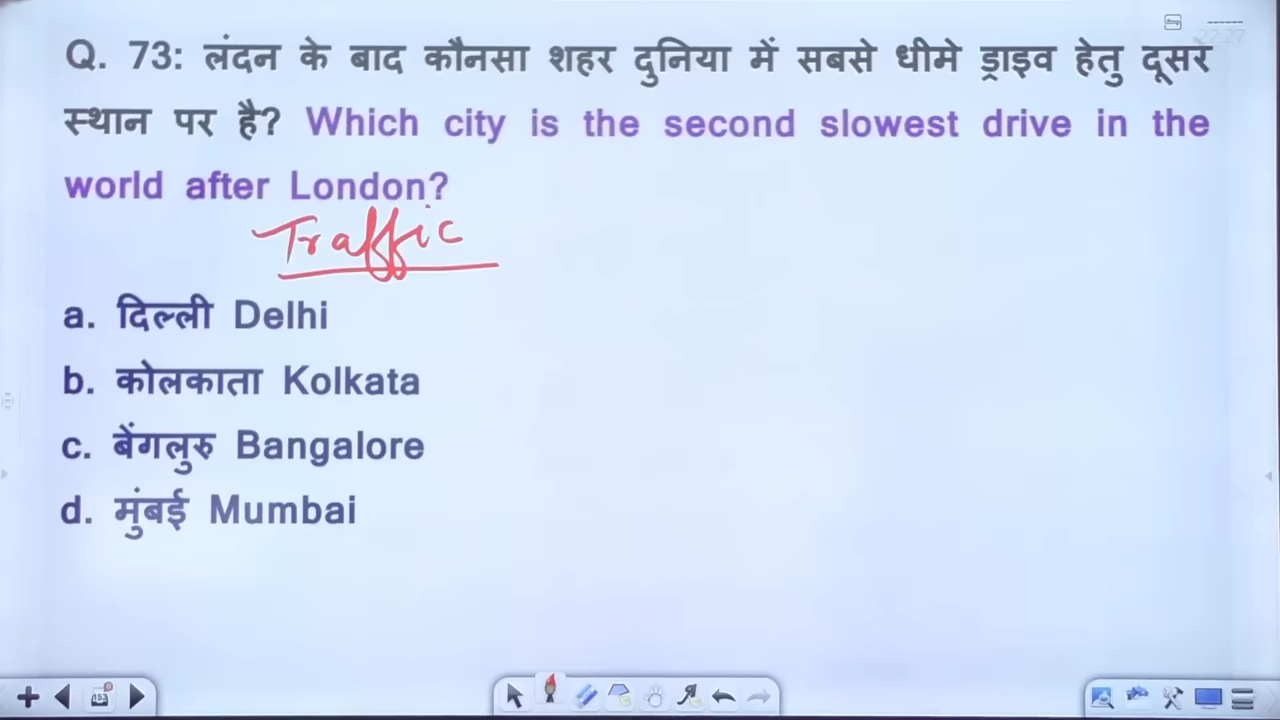 Q. 73: लंदन के बाद कौनसा शहर दुनिया में सबसे धीमे ड्राइव हेतु दूसर
स्थान पर है? Which city is the second slowest drive in the
world after London?
Traffic
a. दिल्ली Delhi
b. कोलकाता Kolkata
c. बेंगलुरु Bangalore
d. मुंबई Mumbai
153